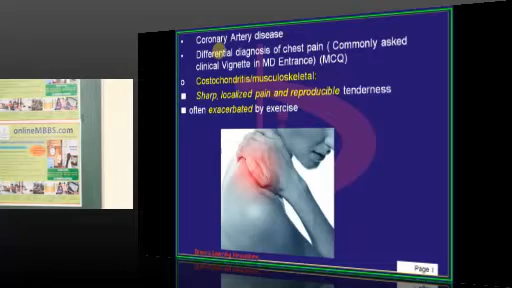 onlineMBBS.com
Coronary Artery disease
Differential diagnosis of chest pain ( Commonly asked
clinical Vignette in MD Entrance) (MCQ)
Costochondritis/musculoskeletal:
Sharp, localized pain and reproducible tenderness
often exacerbated by exercise
Page 1